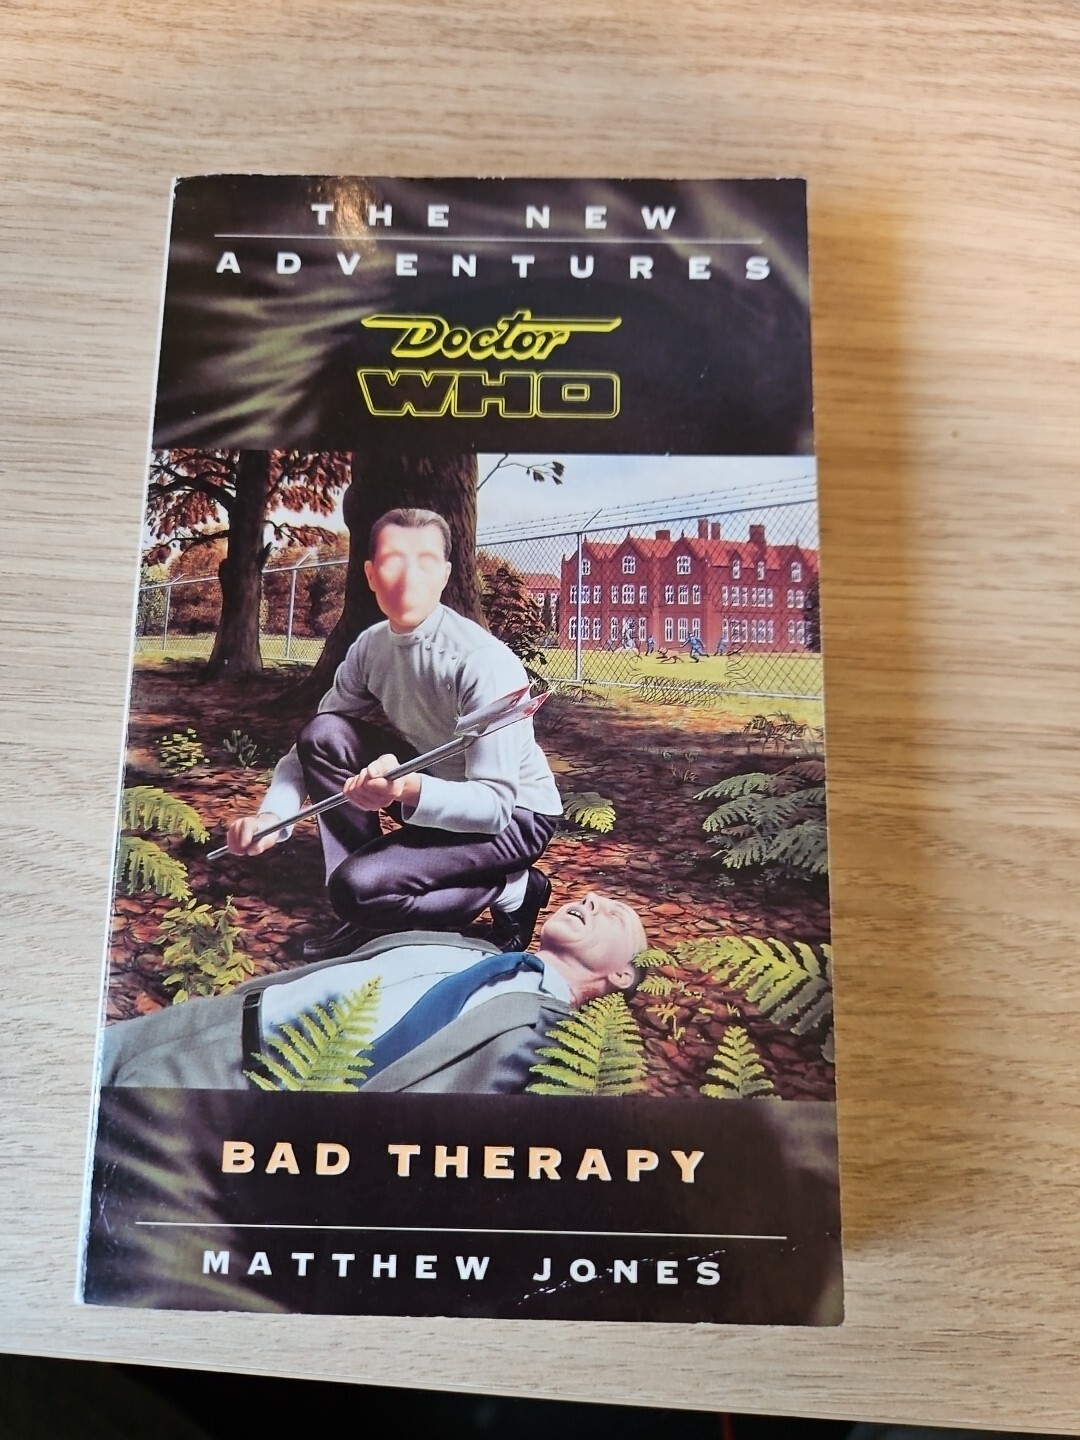 THE NEW
ADVENTURES
Doctor
WHO
BAD THERAPY
MATTHEW JONES